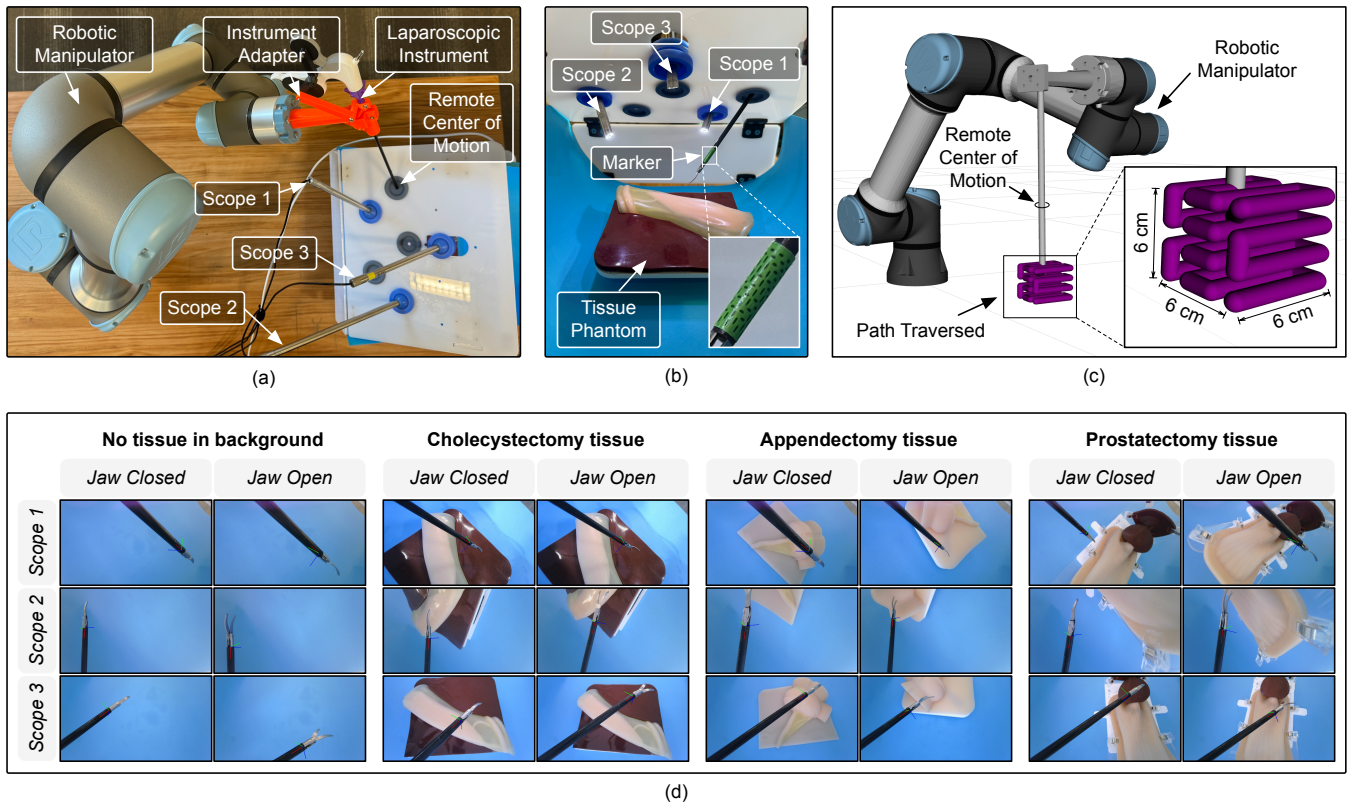 Robotic
Manipulator
Instrument
Adapter
Laparoscopic
Instrument
Remote
Center of
Motion
Scope 1
Scope 3
Scope 2
(a)
Scope 3
Scope 2
Scope 1
Marker
Tissue
Phantom
(b)
Robotic
Manipulator
Remote
Center of
Motion
Path Traversed
6 cm
6 cm
6 cm
(c)
No tissue in background
Cholecystectomy tissue
Appendectomy tissue
Prostatectomy tissue
Jaw Closed
Jaw Open
Jaw Closed
Jaw Open
Jaw Closed
Jaw Open
Jaw Closed
Jaw Open
Scope 1
Scope 2
Scope 3
(d)